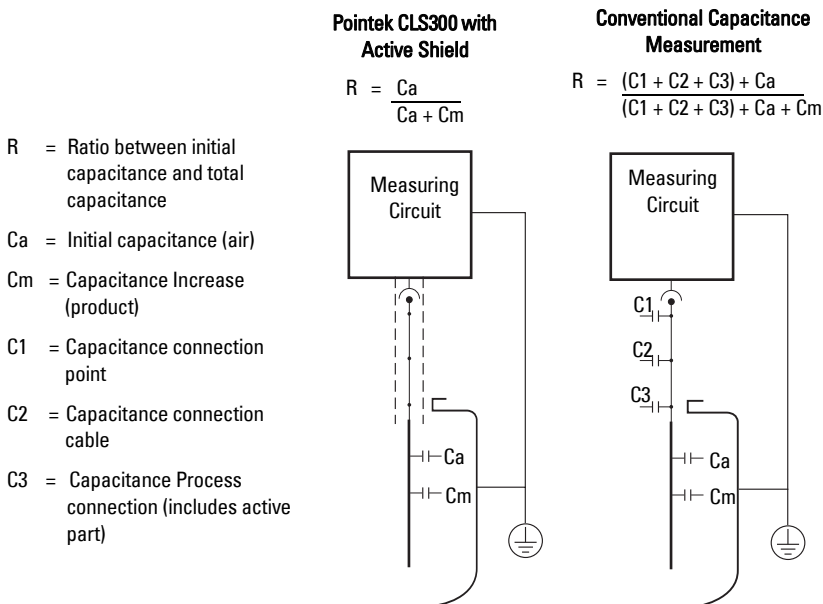 Pointek CLS300 with
Active Shield
R = Ca
Ca + Cm
Conventional Capacitance
Measurement
R = (C1 + C2 + C3) + Ca
(C1 + C2 + C3) + Ca + Cm
R = Ratio between initial
capacitance and total
capacitance
Ca = Initial capacitance (air)
Cm = Capacitance Increase
(product)
C1 = Capacitance connection
point
C2 = Capacitance connection
cable
C3 = Capacitance Process
connection (includes active
part)
Measuring
Circuit
Ca
Cm
Measuring
Circuit
C1
C2
C3
Ca
Cm